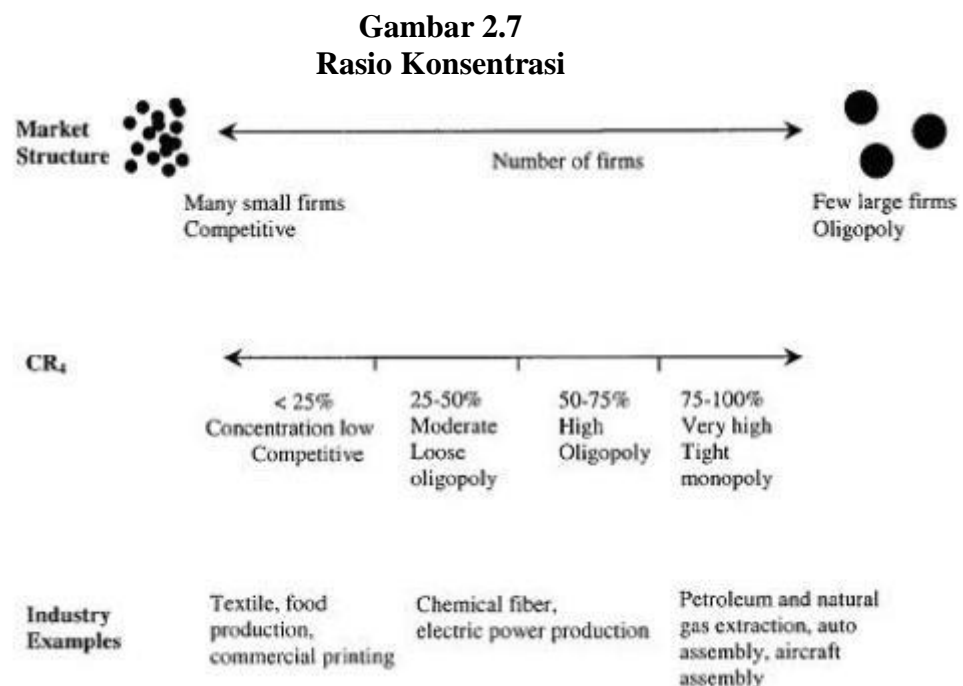 Gambar 2.7
Rasio Konsentrasi
Market
Structure
Number of firms
Many small firms
Competitive
Few large firms
Oligopoly
CR₄
< 25%
Concentration low
Competitive
25-50%
Moderate
Loose
oligopoly
50-75%
High
Oligopoly
75-100%
Very high
Tight
monopoly
Industry
Examples
Textile, food
production,
commercial printing
Chemical fiber,
electric power production
Petroleum and natural
gas extraction, auto
assembly, aircraft
assembly